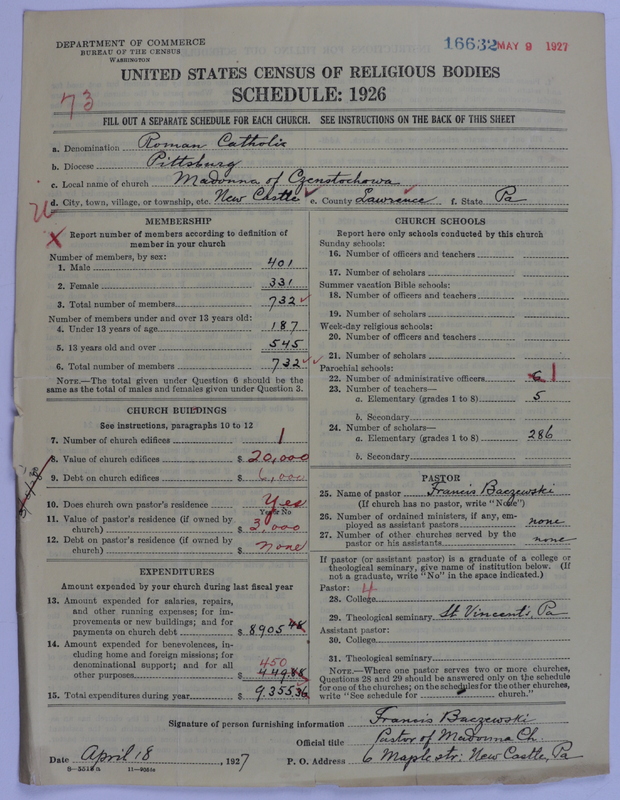 DEPARTMENT OF COMMERCE
BUREAU OF THE CENSUS
WASHINGTON
16632 MAY 9 1927
UNITED STATES CENSUS OF RELIGIOUS BODIES
SCHEDULE: 1926
73
FILL OUT A SEPARATE SCHEDULE FOR EACH CHURCH. SEE INSTRUCTIONS ON THE BACK OF THIS SHEET
a. Denomination Roman Catholic
b. Diocese Pittsburg
c. Local name of church Madonna of Czenstochowa
d. City, town, village, or township, etc. New Castle e. County Lawrence f. State Pa
MEMBERSHIP
Report number of members according to definition of
member in your church
Number of members, by sex:
1. Male 401
2. Female 331
3. Total number of members 732
Number of members under and over 13 years old:
4. Under 13 years of age 187
5. 13 years old and over 545
6. Total number of members 732
NOTE.—The total given under Question 6 should be
same as the total of males and females given under Question 3.
CHURCH BUILDINGS
See instructions, paragraphs 10 to 12
7. Number of church edifices 1
8. Value of church edifices $ 20,000
9. Debt on church edifices $ 6,000
10. Does church own pastor's residence Yes
Yes or No
11. Value of pastor's residence (if owned by
church) $ 3,000
12. Debt on pastor's residence (if owned by
church) $ none
EXPENDITURES
Amount expended by your church during last fiscal year
13. Amount expended for salaries, repairs,
and other running expenses; for im-
provements or new buildings; and for
payments on church debt $ 8905 48
14. Amount expended for benevolences, in-
cluding home and foreign missions; for
denominational support; and for all
450
other purposes $ 449.88
15. Total expenditures during year $ 9,355 36
CHURCH SCHOOLS
Report here only schools conducted by this church
Sunday schools:
16. Number of officers and teachers
17. Number of scholars
Summer vacation Bible schools:
18. Number of officers and teachers
19. Number of scholars
Week-day religious schools:
20. Number of officers and teachers
21. Number of scholars
Parochial schools:
22. Number of administrative officers 6 1
23. Number of teachers—
a. Elementary (grades 1 to 8) 5
b. Secondary
24. Number of scholars—
a. Elementary (grades 1 to 8) 286
b. Secondary
PASTOR
25. Name of pastor Francis Baczewski
(If church has no pastor, write "None")
26. Number of ordained ministers, if any, em-
ployed as assistant pastors none
27. Number of other churches served by the
pastor or his assistants none
If pastor (or assistant pastor) is a graduate of a college or
theological seminary, give name of institution below. (If
not a graduate, write "No" in the space indicated.)
Pastor: 4
28. College
29. Theological seminary St Vincents, Pa
Assistant pastor:
30. College
31. Theological seminary
NOTE.—Where one pastor serves two or more churches,
Questions 28 and 29 should be answered only on the schedule
for one of the churches; on the schedules for the other churches,
write "See schedule for church."
Signature of person furnishing information Francis Baczewski
Official title Pastor of Madonna Ch.
Date April 18, 1927 P. O. Address 6 Maple str: New Castle, Pa